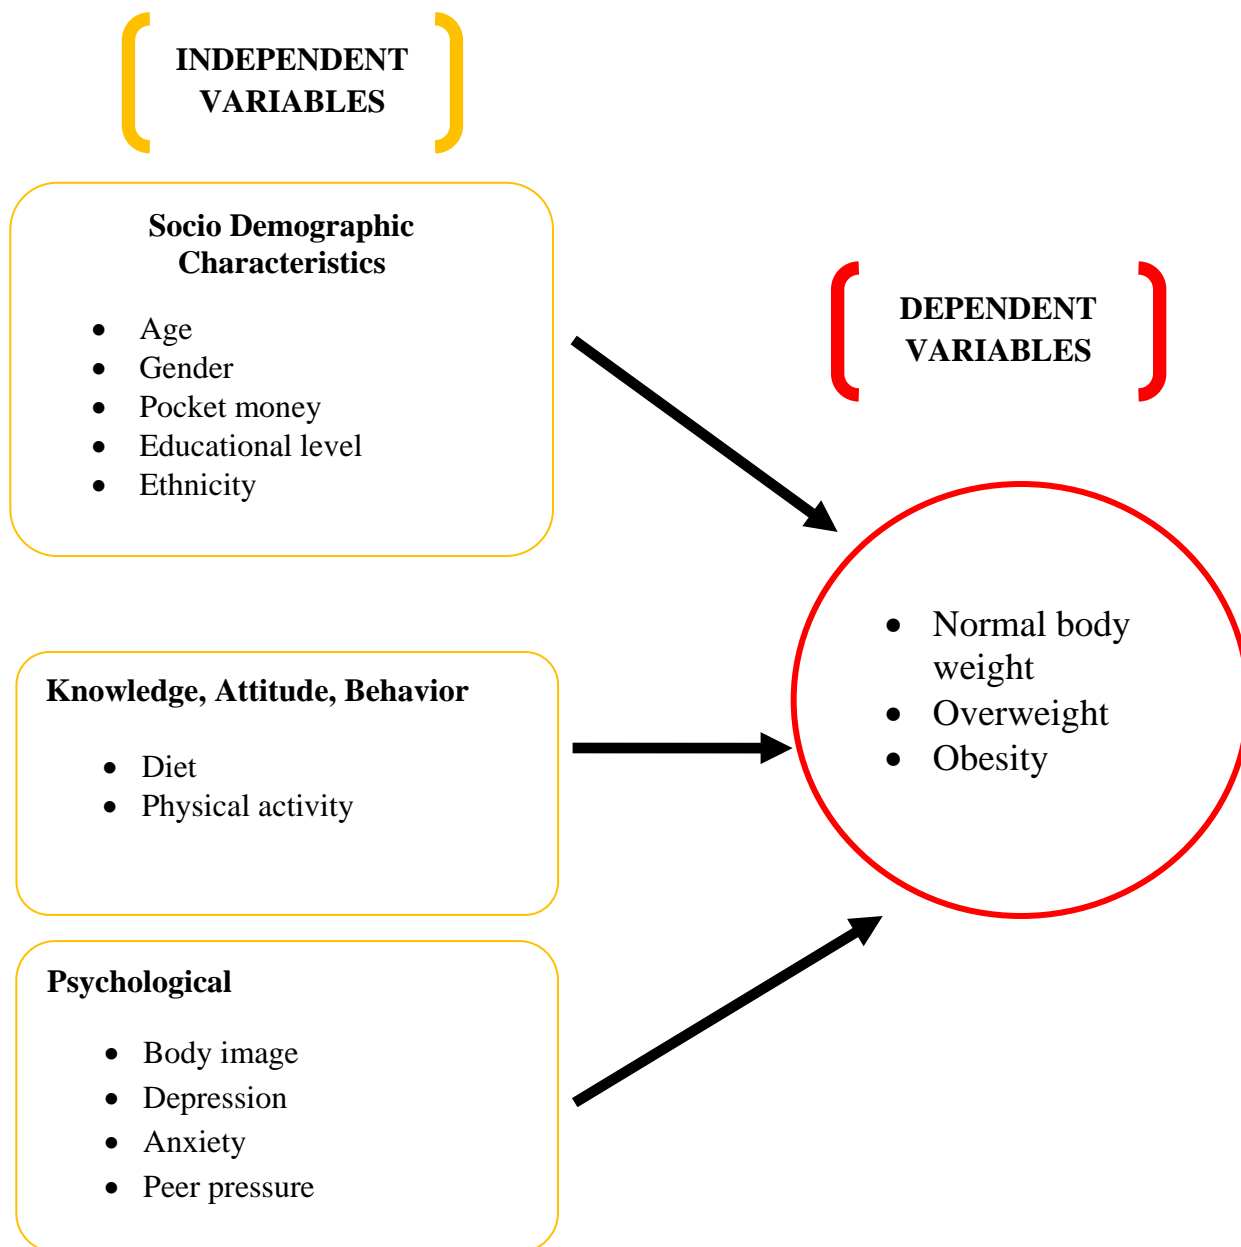 INDEPENDENT
VARIABLES
Socio Demographic
Characteristics
• Age
• Gender
• Pocket money
• Educational level
• Ethnicity
Knowledge, Attitude, Behavior
• Diet
• Physical activity
Psychological
• Body image
• Depression
• Anxiety
• Peer pressure
DEPENDENT
VARIABLES
• Normal body
weight
• Overweight
• Obesity